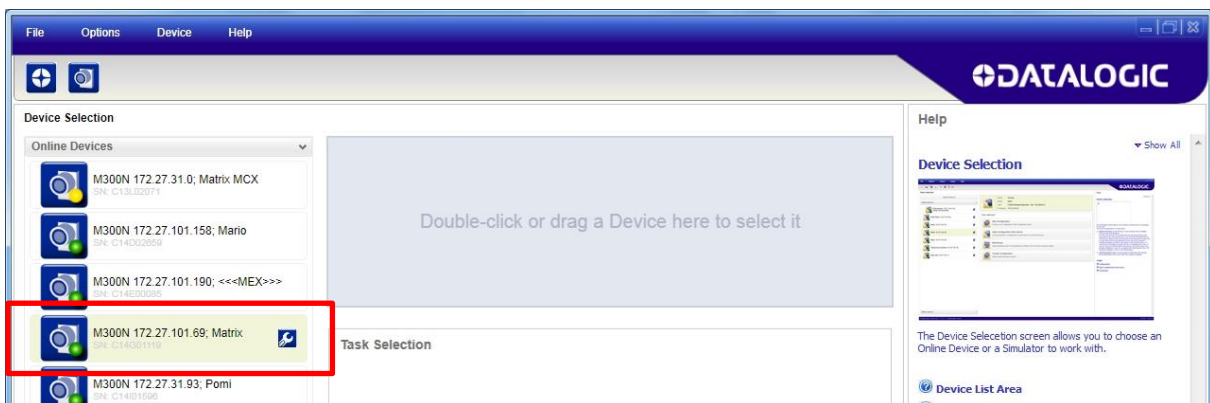 File Options Device Help
DATALOGIC
Device Selection
Online Devices
M300N 172.27.31.0; Matrix MCX
SN: C13L02071
M300N 172.27.101.158; Mario
SN: C14D02659
M300N 172.27.101.190; <<<MEX>>>
SN: C14E00085
M300N 172.27.101.69; Matrix
SN: C14G01119
M300N 172.27.31.93; Pomi
SN: C14I01596
Double-click or drag a Device here to select it
Task Selection
Help
Show All
Device Selection
DATALOGIC
The Device Selecetion screen allows you to choose an
Online Device or a Simulator to work with.
Device List Area